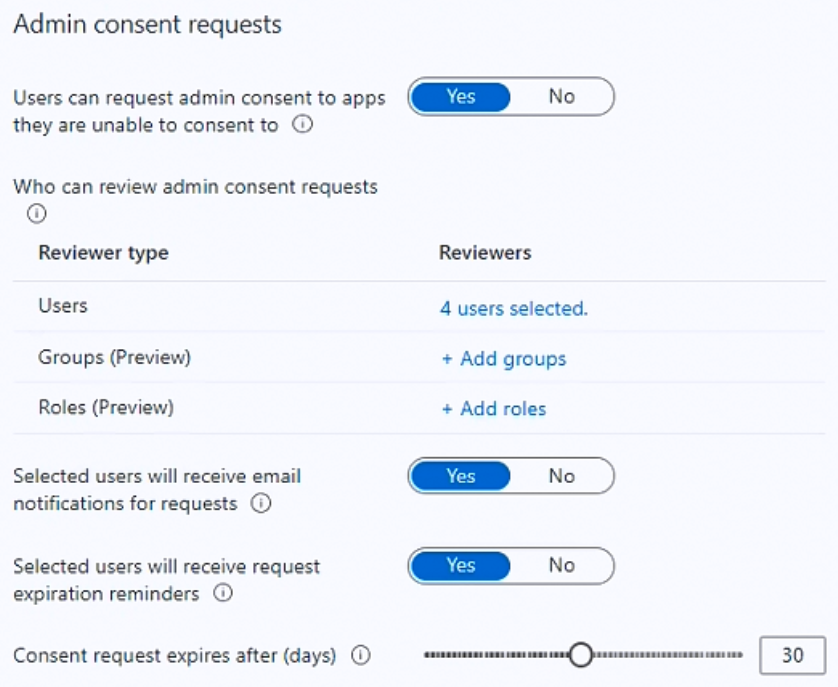 Admin consent requests
Users can request admin consent to apps Yes No
they are unable to consent to
Who can review admin consent requests
Reviewer type Reviewers
Users 4 users selected.
Groups (Preview) + Add groups
Roles (Preview) + Add roles
Selected users will receive email Yes No
notifications for requests
Selected users will receive request Yes No
expiration reminders
Consent request expires after (days) 30